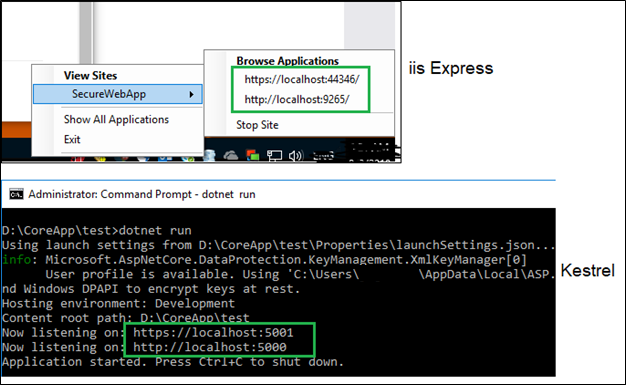 View Sites
SecureWebApp
Show All Applications
Exit
Browse Applications
https://localhost:44346/
http://localhost:9265/
Stop Site
iis Express
Administrator: Command Prompt - dotnet  run
D:\CoreApp\test>dotnet run
Using launch settings from D:\CoreApp\test\Properties\launchSettings.json...
info: Microsoft.AspNetCore.DataProtection.KeyManagement.XmlKeyManager[0]
User profile is available. Using 'C:\Users\ \AppData\Local\ASP.
nd Windows DPAPI to encrypt keys at rest.
Hosting environment: Development
Content root path: D:\CoreApp\test
Now listening on: https://localhost:5001
Now listening on: http://localhost:5000
Application started. Press Ctrl+C to shut down.
Kestrel